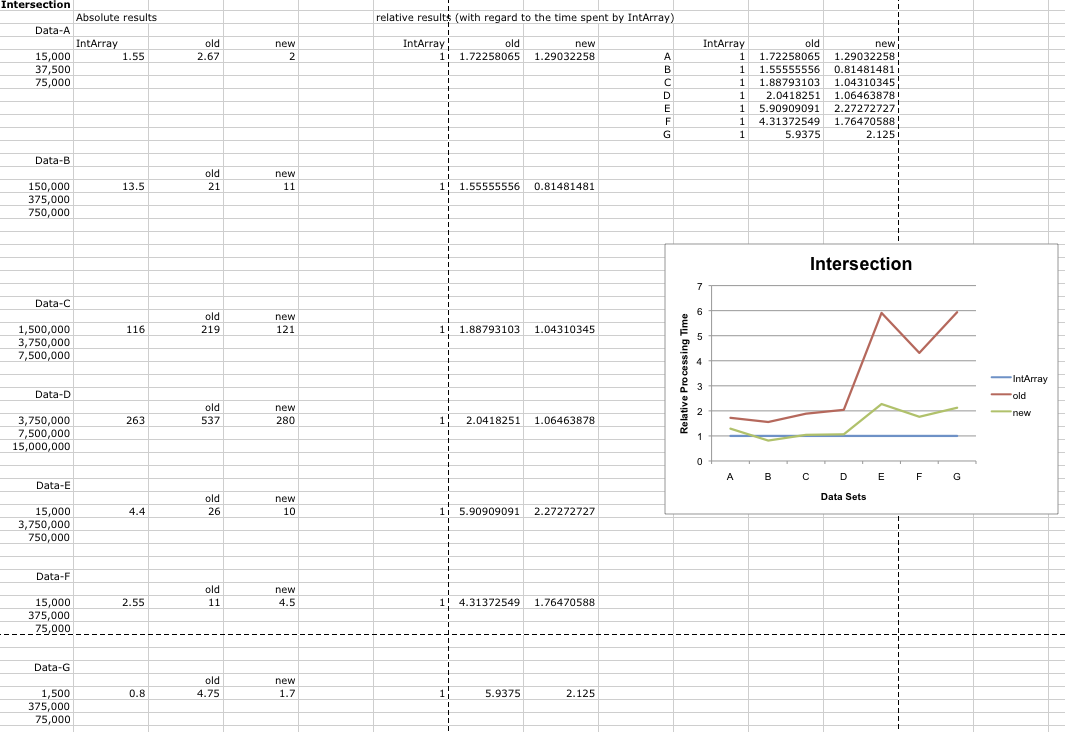 Intersection
Absolute results relative results (with regard to the time spent by IntArray)
Data-A
IntArray old new IntArray old new IntArray old new
15,000 1.55 2.67 2 1 1.72258065 1.29032258 A 1 1.72258065 1.29032258
37,500 B 1 1.55555556 0.81481481
75,000 C 1 1.88793103 1.04310345
D 1 2.0418251 1.06463878
E 1 5.90909091 2.27272727
F 1 4.31372549 1.76470588
G 1 5.9375 2.125
Data-B
old new
150,000 13.5 21 11 1 1.55555556 0.81481481
375,000
750,000
Data-C
old new
1,500,000 116 219 121 1 1.88793103 1.04310345
3,750,000
7,500,000
Data-D
old new
3,750,000 263 537 280 1 2.0418251 1.06463878
7,500,000
15,000,000
Data-E
old new
15,000 4.4 26 10 1 5.90909091 2.27272727
3,750,000
750,000
Data-F
old new
15,000 2.55 11 4.5 1 4.31372549 1.76470588
375,000
75,000
Data-G
old new
1,500 0.8 4.75 1.7 1 5.9375 2.125
375,000
75,000
Intersection
Relative Processing Time
7
6
5
4
3
2
1
0
A B C D E F G
Data Sets
IntArray
old
new